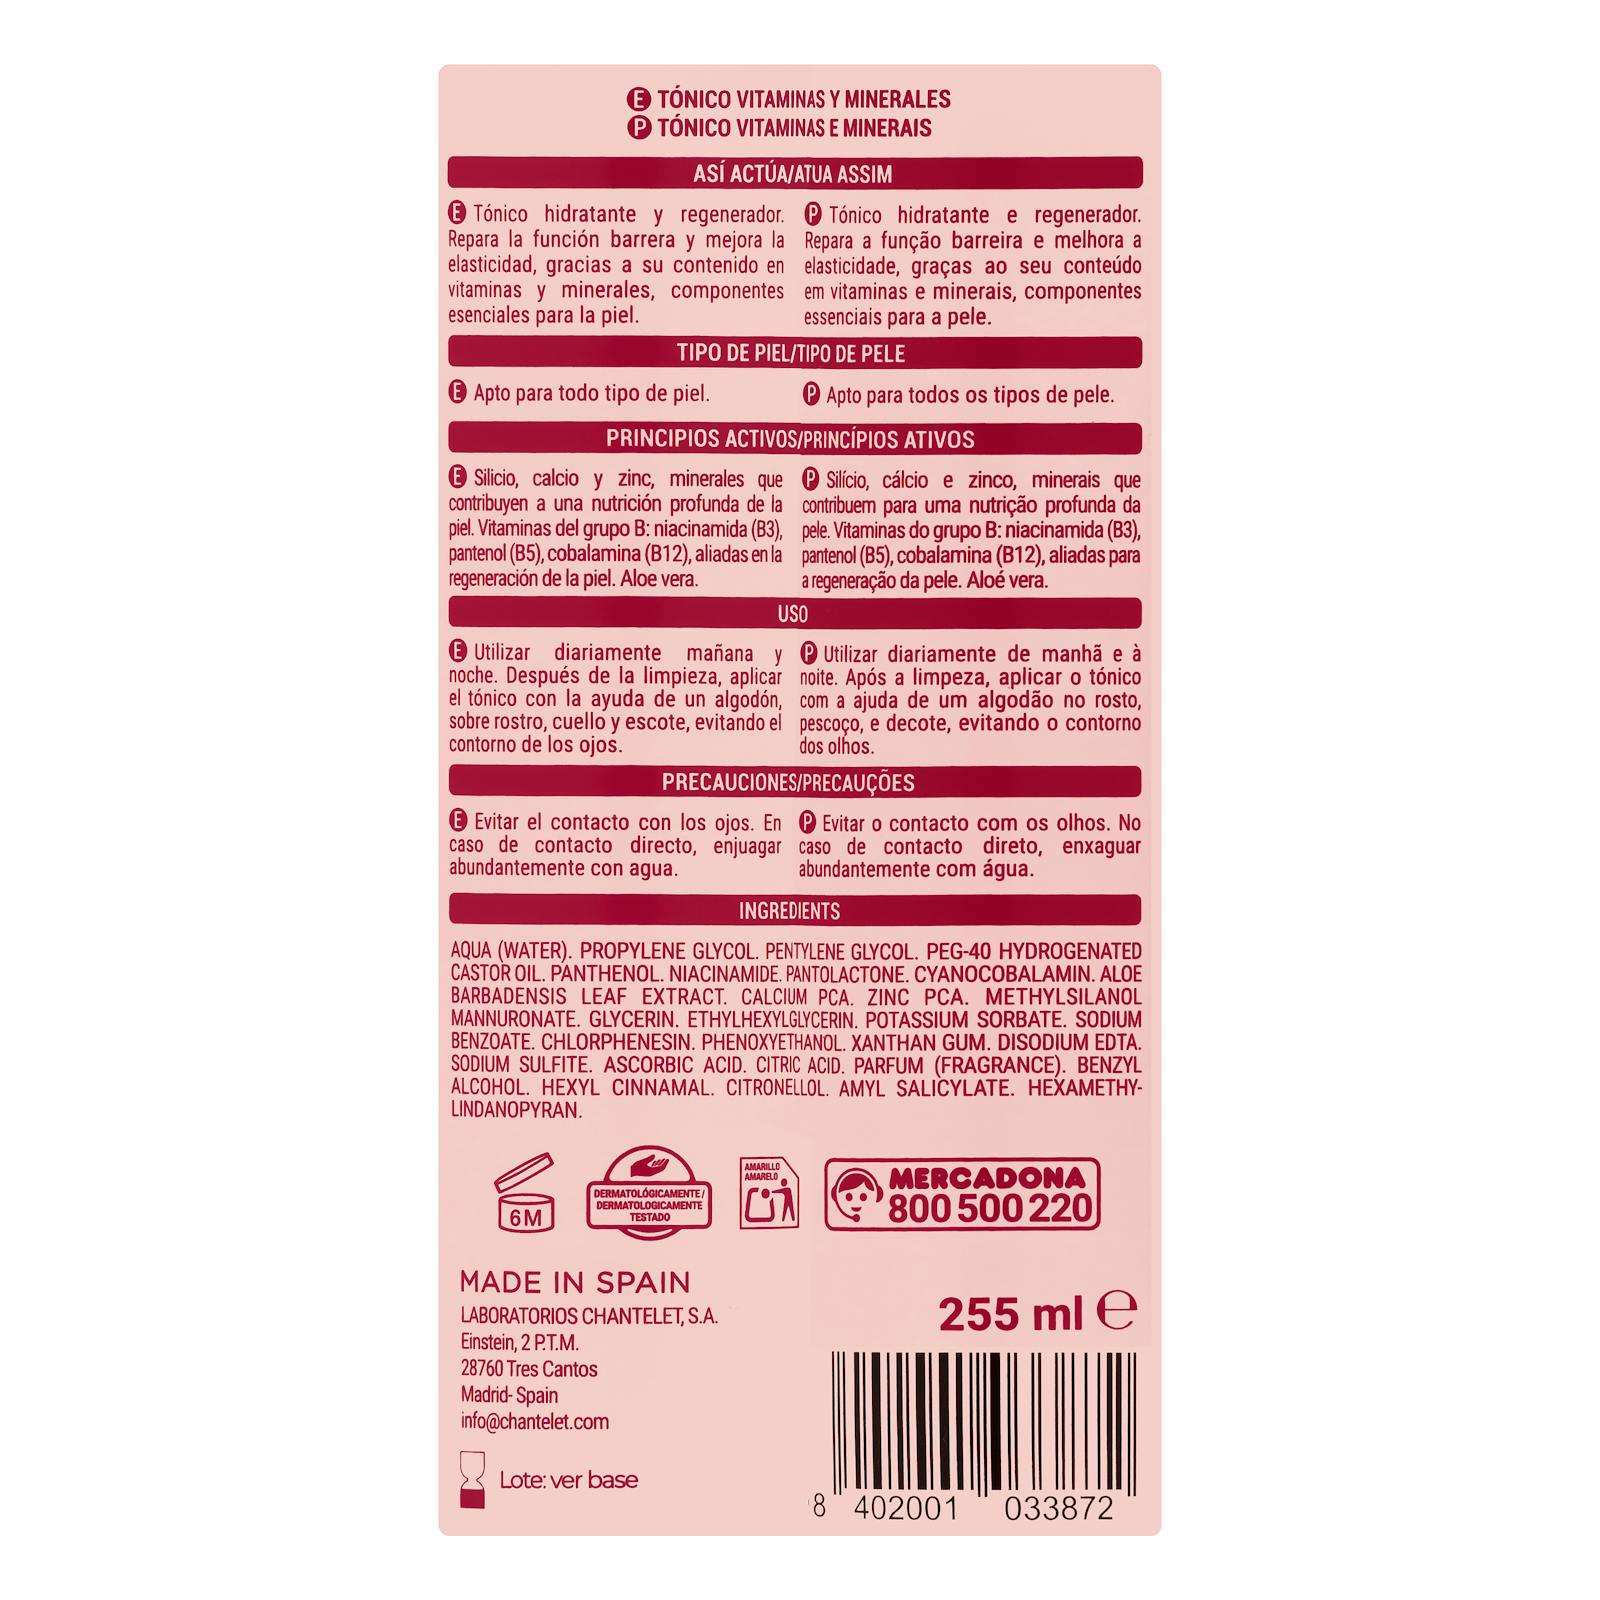 E TÓNICO VITAMINAS Y MINERALES
P TÓNICO VITAMINAS E MINERAIS
ASÍ ACTÚA/ATUA ASSIM
E Tónico hidratante y regenerador.
Repara la función barrera y mejora la
elasticidad, gracias a su contenido en
vitaminas y minerales, componentes
esenciales para la piel.
P Tónico hidratante e regenerador.
Repara a função barreira e melhora a
elasticidade, graças ao seu conteúdo
em vitaminas e minerais, componentes
essenciais para a pele.
TIPO DE PIEL/TIPO DE PELE
E Apto para todo tipo de piel.
P Apto para todos os tipos de pele.
PRINCIPIOS ACTIVOS/PRINCÍPIOS ATIVOS
E Silicio, calcio y zinc, minerales que
contribuyen a una nutrición profunda de la
piel. Vitaminas del grupo B: niacinamida (B3),
pantenol (B5), cobalamina (B12), aliadas en la
regeneración de la piel. Aloe vera.
P Silício, cálcio e zinco, minerais que
contribuem para uma nutrição profunda da
pele. Vitaminas do grupo B: niacinamida (B3),
pantenol (B5), cobalamina (B12), aliadas para
a regeneração da pele. Aloé vera.
USO
E Utilizar diariamente mañana y
noche. Después de la limpieza, aplicar
el tónico con la ayuda de un algodón,
sobre rostro, cuello y escote, evitando el
contorno de los ojos.
P Utilizar diariamente de manhã e à
noite. Após a limpeza, aplicar o tónico
com a ajuda de um algodão no rosto,
pescoço, e decote, evitando o contorno
dos olhos.
PRECAUCIONES/PRECAUÇÕES
E Evitar el contacto con los ojos. En
caso de contacto directo, enjuagar
abundantemente con agua.
P Evitar o contacto com os olhos. No
caso de contacto direto, enxaguar
abundantemente com água.
INGREDIENTS
AQUA (WATER). PROPYLENE GLYCOL. PENTYLENE GLYCOL. PEG-40 HYDROGENATED
CASTOR OIL. PANTHENOL. NIACINAMIDE. PANTOLACTONE. CYANOCOBALAMIN. ALOE
BARBADENSIS LEAF EXTRACT. CALCIUM PCA. ZINC PCA. METHYLSILANOL
MANNURONATE. GLYCERIN. ETHYLHEXYLGLYCERIN. POTASSIUM SORBATE. SODIUM
BENZOATE. CHLORPHENESIN. PHENOXYETHANOL. XANTHAN GUM. DISODIUM EDTA.
SODIUM SULFITE. ASCORBIC ACID. CITRIC ACID. PARFUM (FRAGRANCE). BENZYL
ALCOHOL. HEXYL CINNAMAL. CITRONELLOL. AMYL SALICYLATE. HEXAMETHY-
LINDANOPYRAN.
6M
DERMATOLÓGICAMENTE/
DERMATOLOGICAMENTE
TESTADO
AMARILLO
AMARELO
MERCADONA
800 500 220
MADE IN SPAIN
LABORATORIOS CHANTELET, S.A.
Einstein, 2 P.T.M.
28760 Tres Cantos
Madrid- Spain
info@chantelet.com
Lote: ver base
255 ml e
8 402001 033872